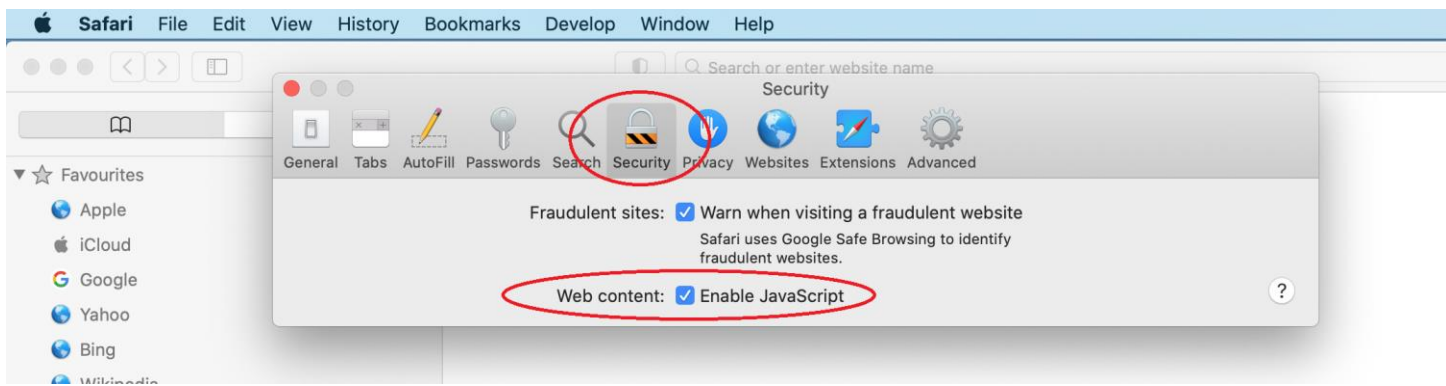 Safari File Edit View History Bookmarks Develop Window Help
Search or enter website name
Security
General Tabs AutoFill Passwords Search Security Privacy Websites Extensions Advanced
Favourites
Fraudulent sites: Warn when visiting a fraudulent website
Apple
Safari uses Google Safe Browsing to identify
iCloud
fraudulent websites.
Google
Web content: Enable JavaScript
?
Yahoo
Bing
Wikipedia